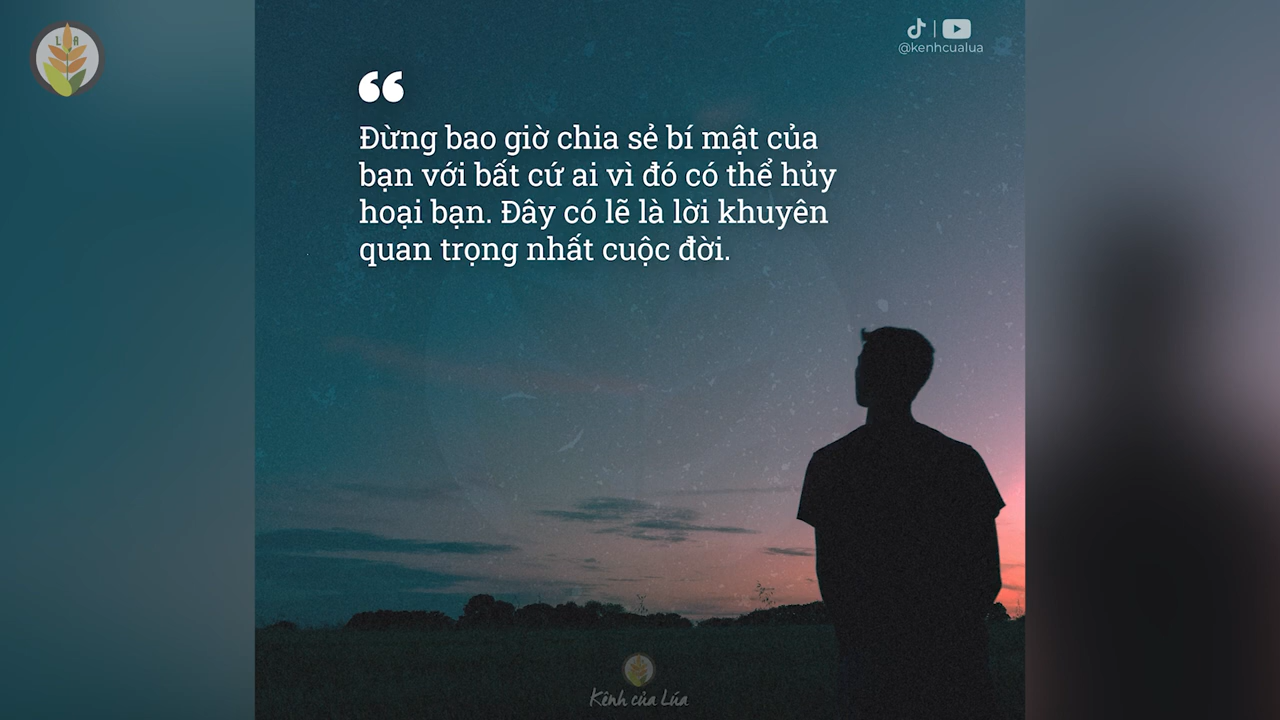 LA
@kenhcualua
“
Đừng bao giờ chia sẻ bí mật của
bạn với bất cứ ai vì đó có thể hủy
hoại bạn. Đây có lẽ là lời khuyên
quan trọng nhất cuộc đời.
Kênh của Lúa